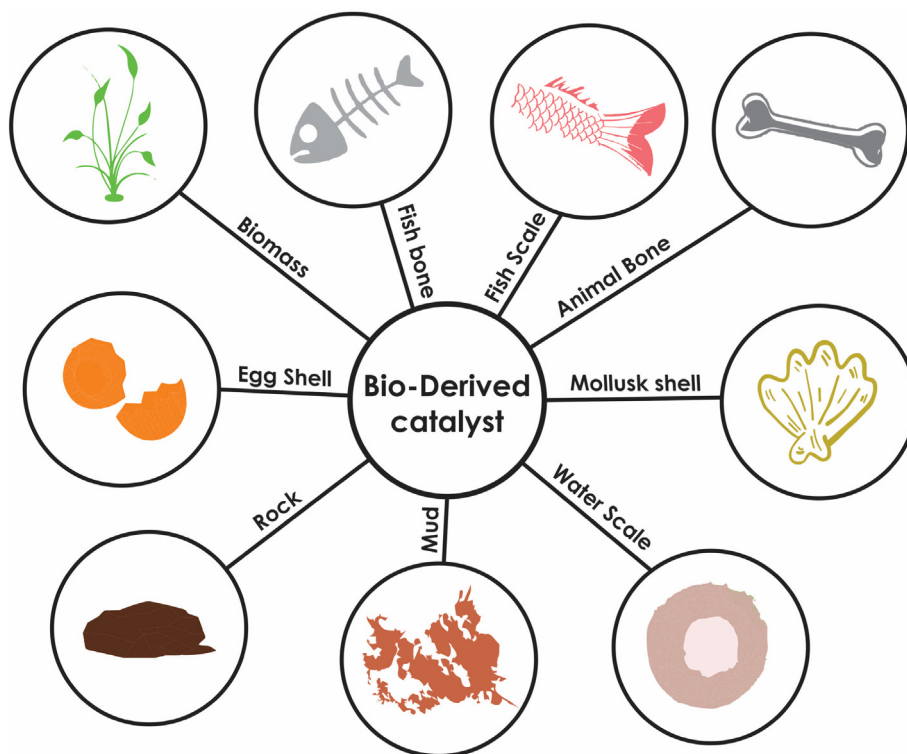 Biomass
Fish bone
Fish Scale
Animal Bone
Egg Shell
Bio-Derived
catalyst
Mollusk shell
Rock
Mud
Water Scale